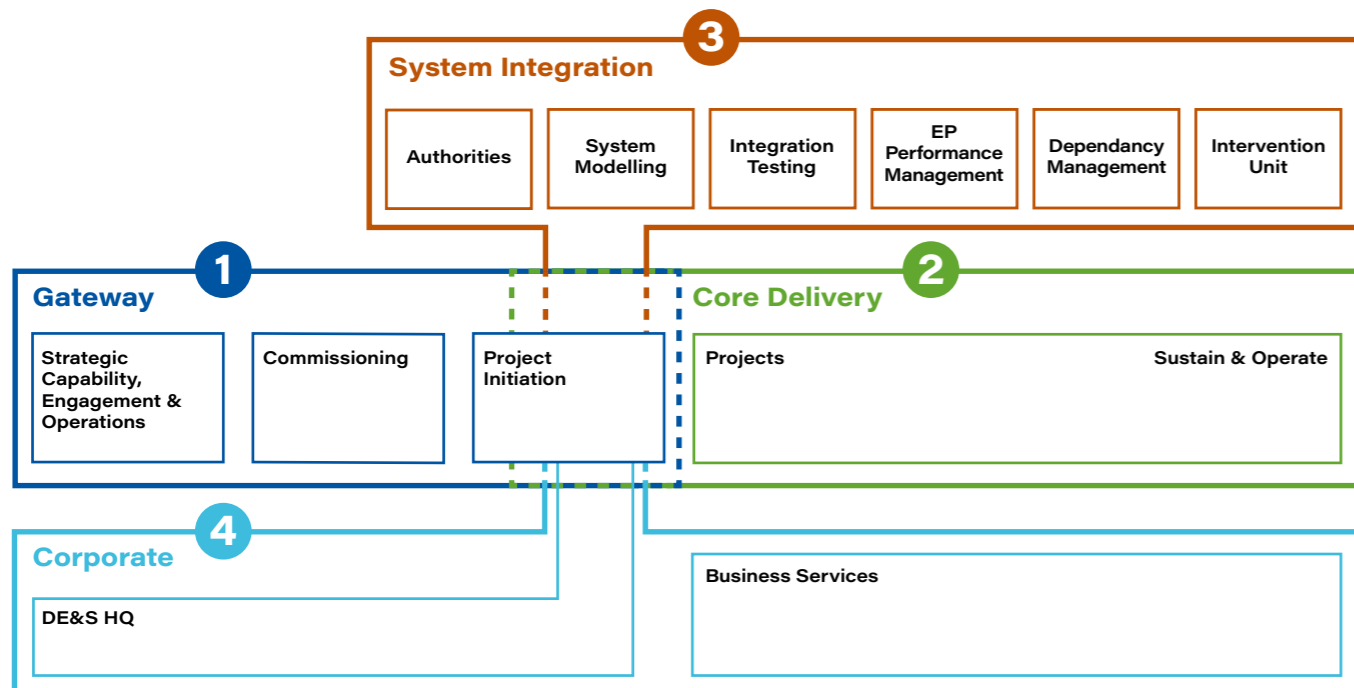 3
System Integration
Authorities
System
Modelling
Integration
Testing
EP
Performance
Management
Dependancy
Management
Intervention
Unit
1
Gateway
Strategic
Capability,
Engagement &
Operations
Commissioning
Project
Initiation
2
Core Delivery
Projects
Sustain & Operate
4
Corporate
DE&S HQ
Business Services